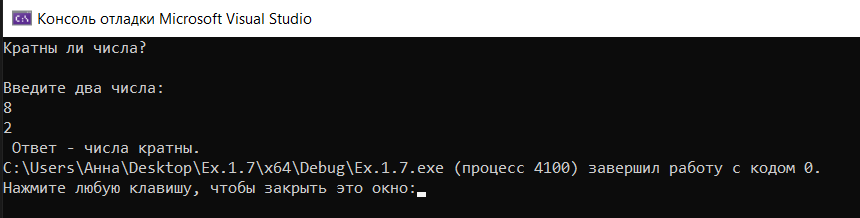 Консоль отладки Microsoft Visual Studio
Кратны ли числа?
Введите два числа:
8
2
Ответ - числа кратны.
C:\Users\Анна\Desktop\Ex.1.7\x64\Debug\Ex.1.7.exe (процесс 4100) завершил работу с кодом 0.
Нажмите любую клавишу, чтобы закрыть это окно: